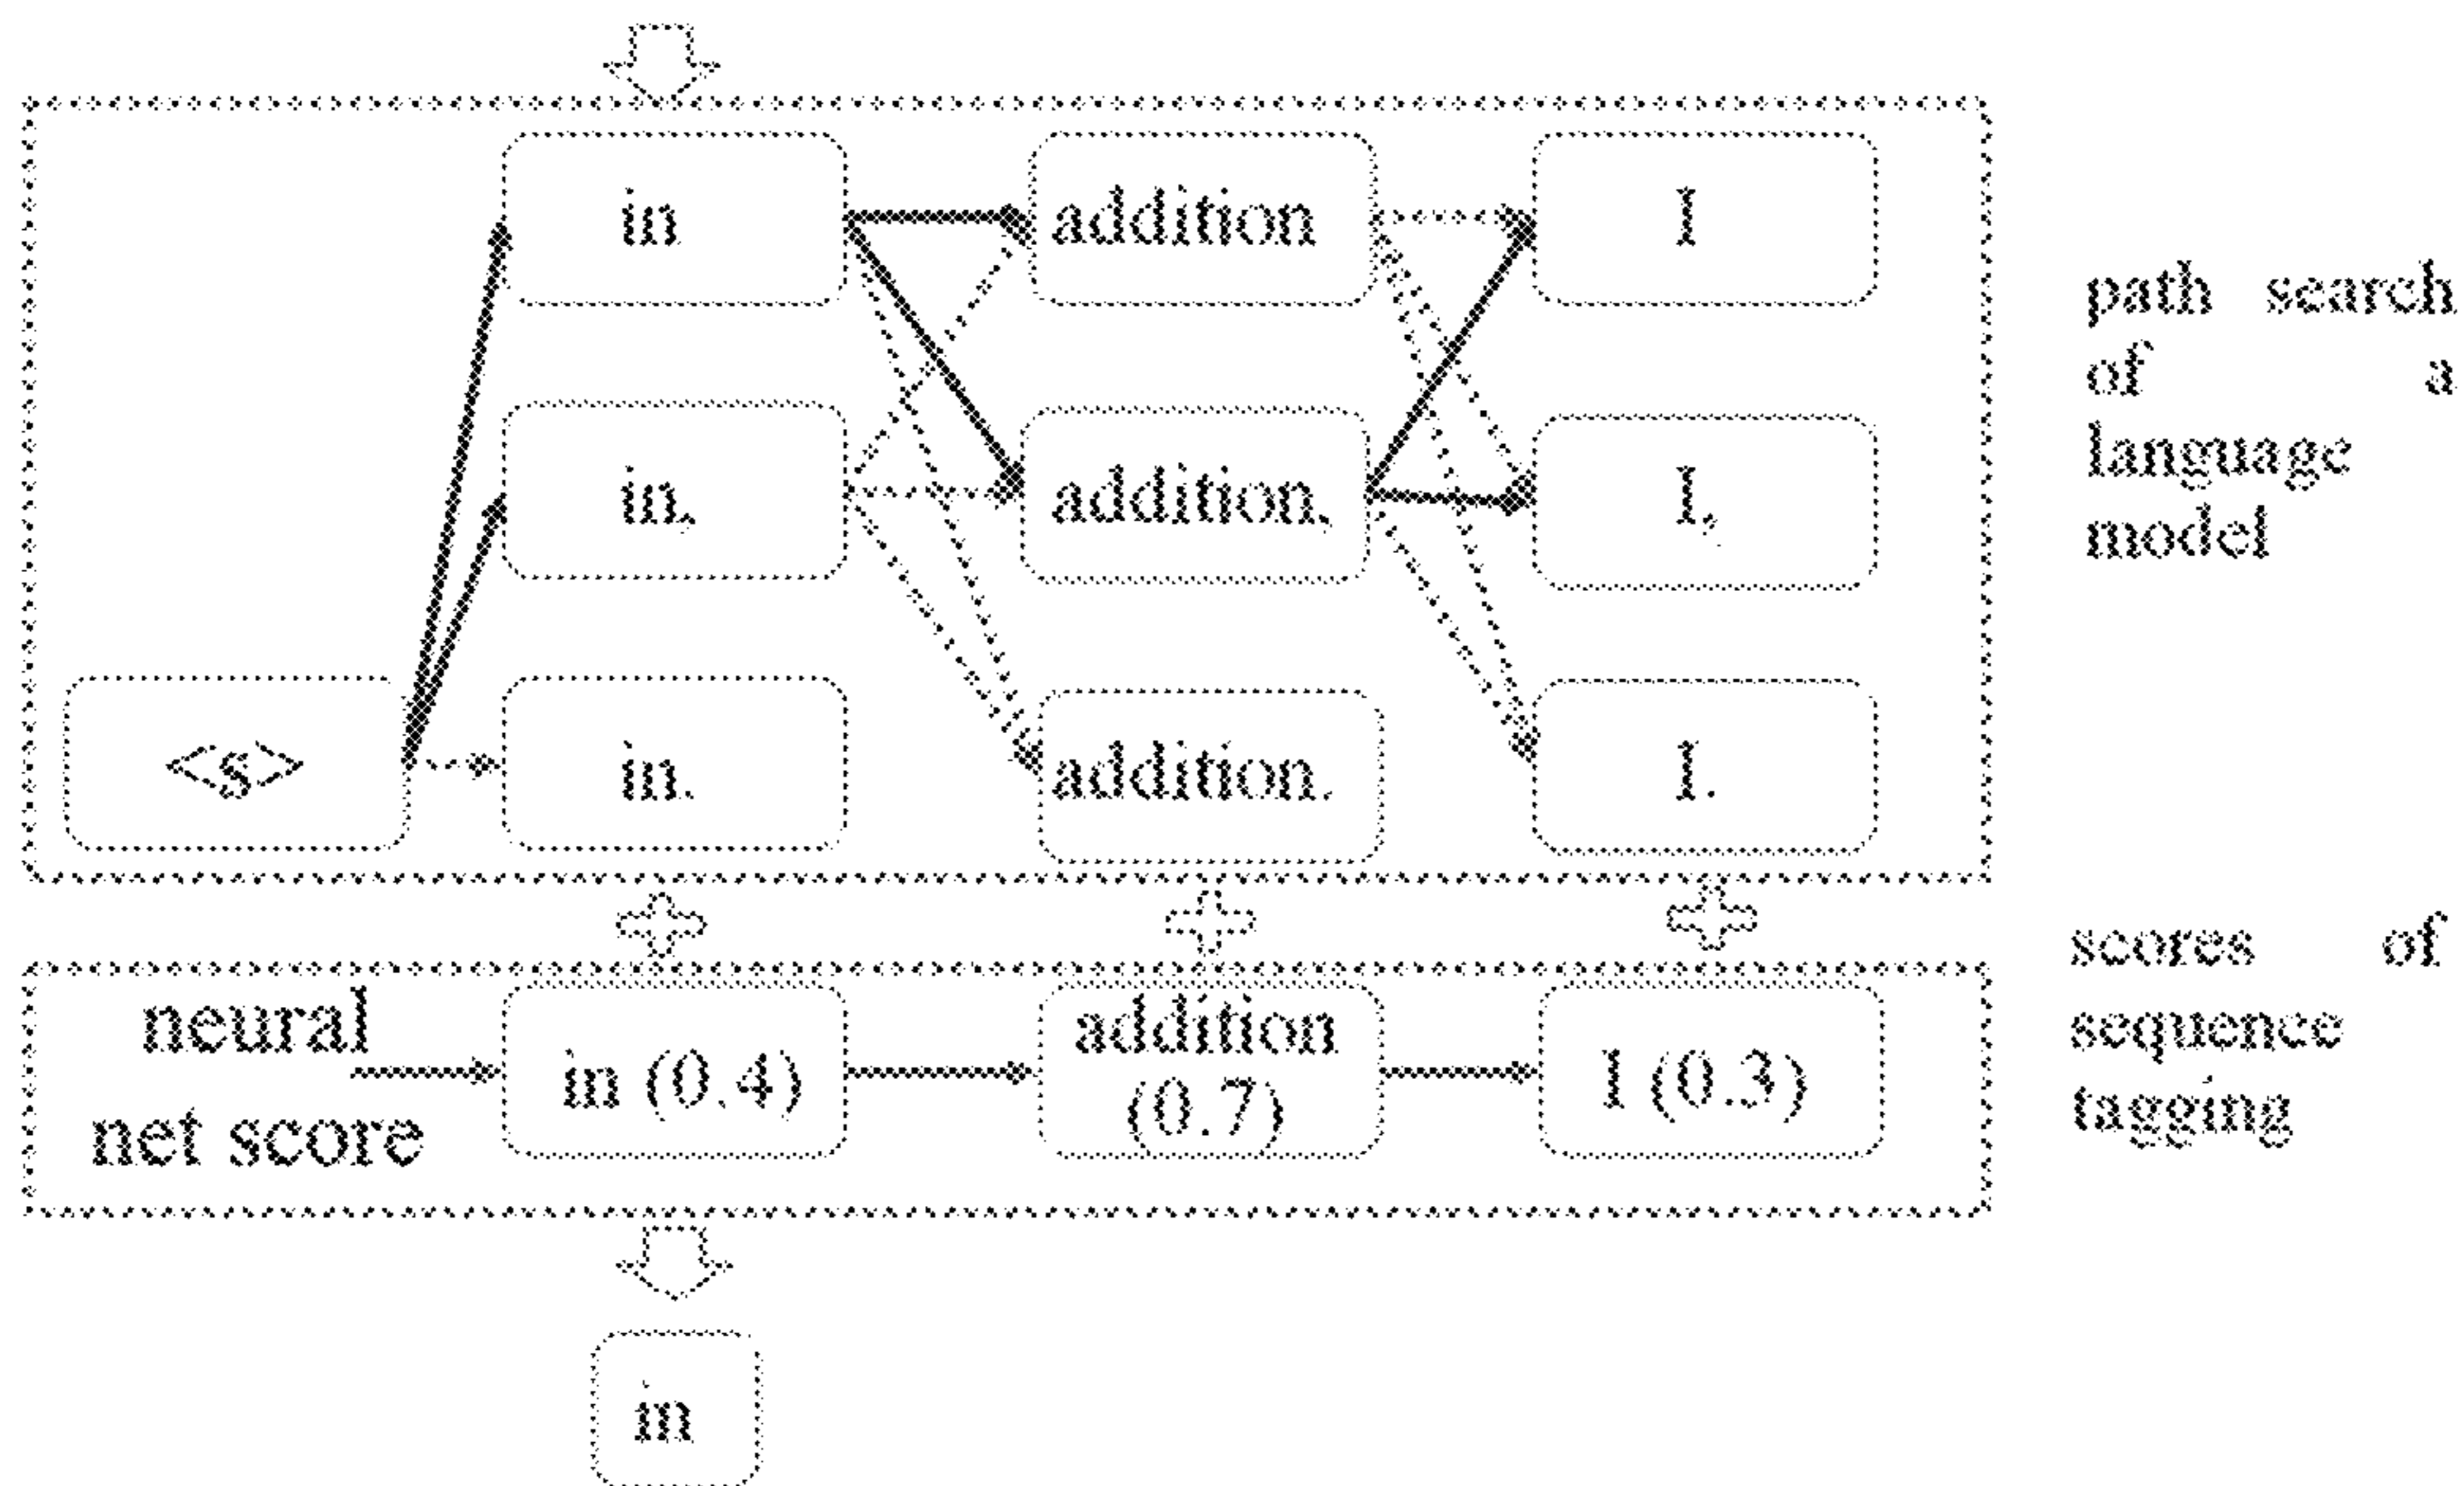 in addition I
in, addition, I,
<s> in. addition. I.
path search
of a
language
model
neural
net score
in (0.4)
addition
(0.7)
I (0.3)
scores of
sequence
tagging
in